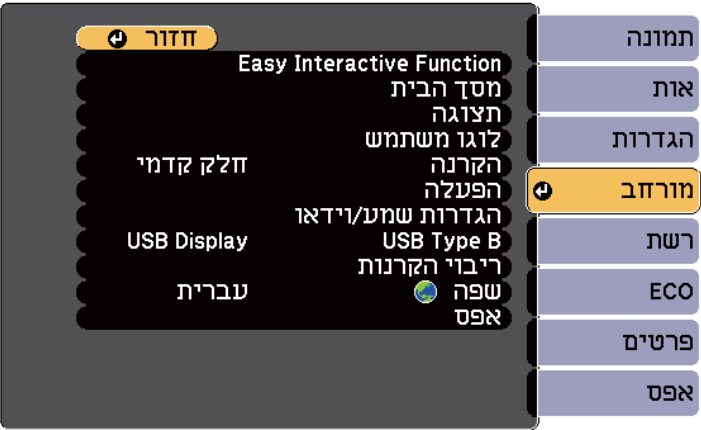 תמונה
אות
הגדרות
מורחב
רשת
ECO
פרטים
אפס
חזור
Easy Interactive Function
מסך הבית
תצוגה
לוגו משתמש
הקרנה חלק קדמי
הפעלה
הגדרות שמע/וידאו
USB Type B USB Display
ריבוי הקרנות
שפה עברית
אפס